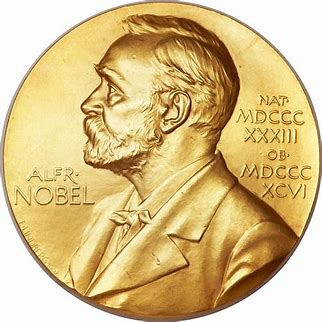 ALFR·
NOBEL
NAT·
MDCCC
XXXIII
OB·
MDCCC
XCVI